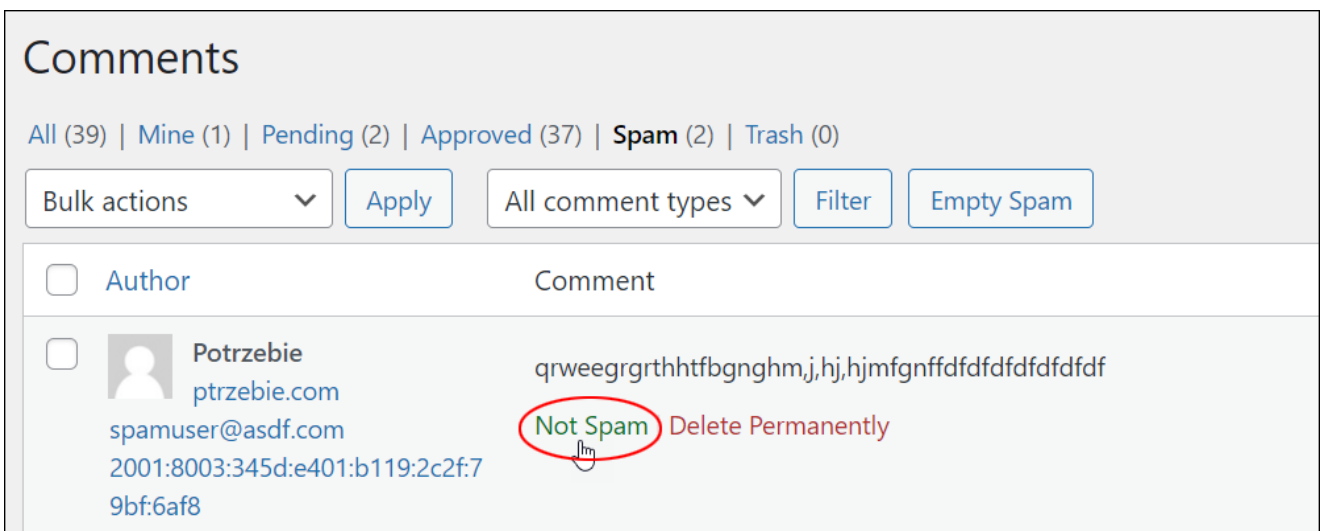 Comments
All (39) | Mine (1) | Pending (2) | Approved (37) | Spam (2) | Trash (0)
Bulk actions Apply All comment types Filter Empty Spam
Author Comment
Potrzebie
ptrzebie.com
spamuser@asdf.com
2001:8003:345d:e401:b119:2c2f:7
9bf:6af8
qrweegrgrthhtfbgnghm,j,hj,hjmfgnffdfdfdfdfdfdfdf
Not Spam Delete Permanently